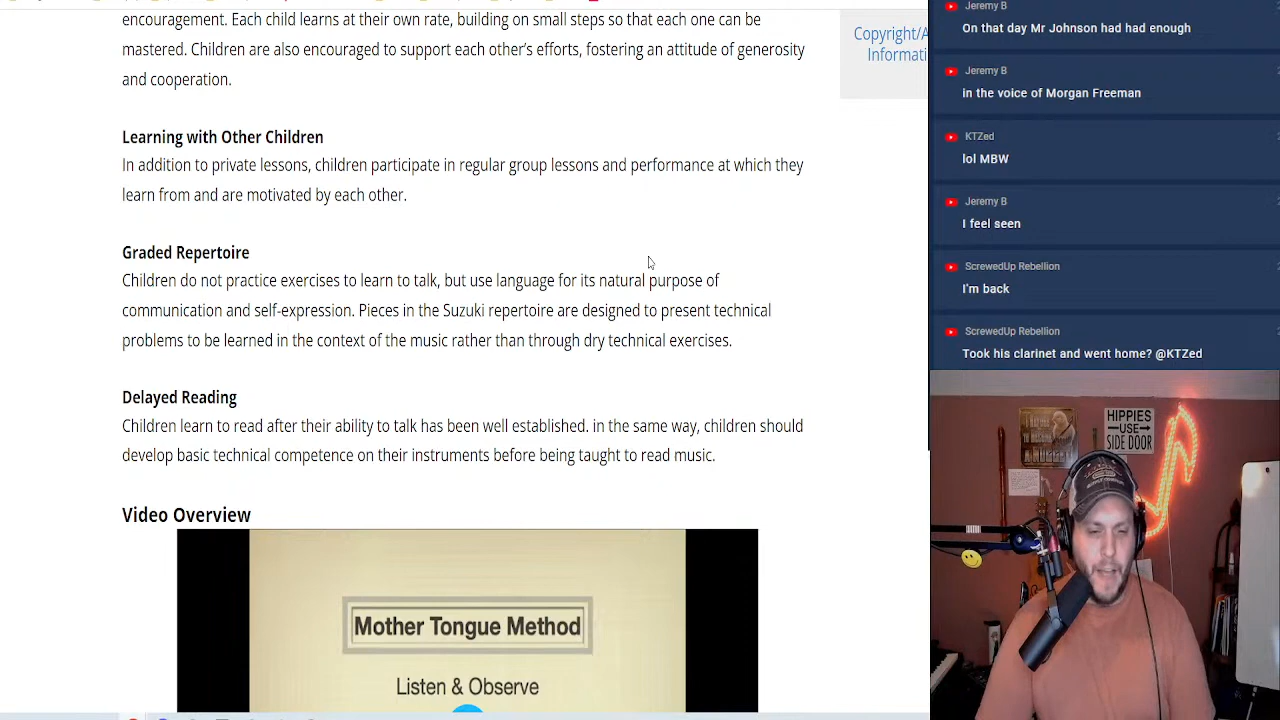 encouragement. Each child learns at their own rate, building on small steps so that each one can be
mastered. Children are also encouraged to support each other's efforts, fostering an attitude of generosity
and cooperation.
Learning with Other Children
In addition to private lessons, children participate in regular group lessons and performance at which they
learn from and are motivated by each other.
Graded Repertoire
Children do not practice exercises to learn to talk, but use language for its natural purpose of
communication and self-expression. Pieces in the Suzuki repertoire are designed to present technical
problems to be learned in the context of the music rather than through dry technical exercises.
Delayed Reading
Children learn to read after their ability to talk has been well established. in the same way, children should
develop basic technical competence on their instruments before being taught to read music.
Video Overview
Mother Tongue Method
Listen & Observe
Copyright/A
Informati
Jeremy B
On that day Mr Johnson had had enough
Jeremy B
in the voice of Morgan Freeman
KTZed
lol MBW
Jeremy B
I feel seen
ScrewedUp Rebellion
I'm back
ScrewedUp Rebellion
Took his clarinet and went home? @KTZed
HIPPIES
USE
SIDE DOOR